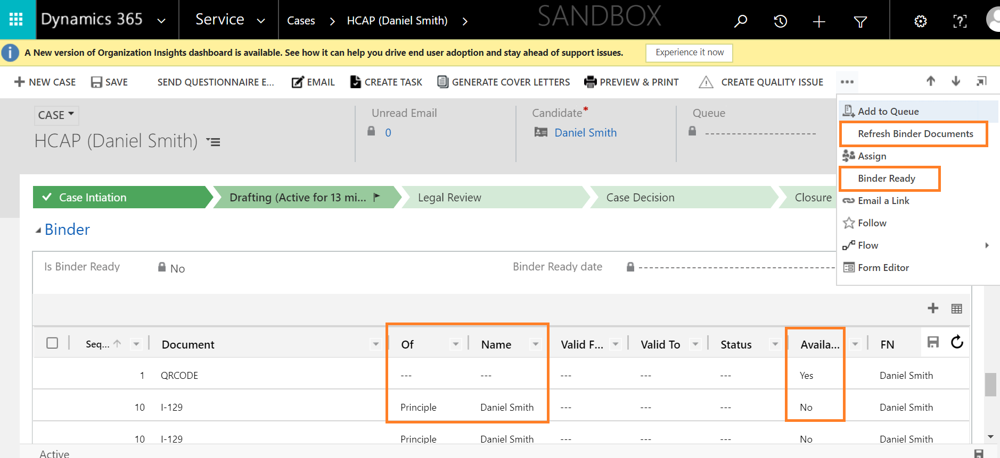 Dynamics 365 Service Cases HCAP (Daniel Smith) SANDBOX
A New version of Organization Insights dashboard is available. See how it can help you drive end user adoption and stay ahead of support issues. Experience it now
NEW CASE SAVE SEND QUESTIONNAIRE E... EMAIL CREATE TASK GENERATE COVER LETTERS PREVIEW & PRINT CREATE QUALITY ISSUE •••
Add to Queue
Refresh Binder Documents
Assign
Binder Ready
Email a Link
Follow
Flow
Form Editor
CASE
HCAP (Daniel Smith)
Unread Email
0
Candidate*
Daniel Smith
Queue
Case Intiation Drafting (Active for 13 mi... Legal Review Case Decision Closure
Binder
Is Binder Ready No Binder Ready date
Seq... Document Of Name Valid F... Valid To Status Availa... FN
1 QRCODE --- --- --- --- --- Yes Daniel Smith
10 I-129 Principle Daniel Smith --- --- --- No Daniel Smith
10 I-129 Principle Daniel Smith --- --- --- No Daniel Smith
Active